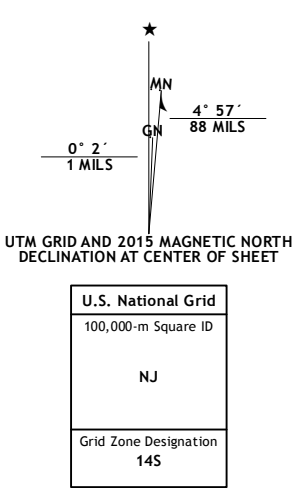 ★
MN
GN
4° 57´
88 MILS
0° 2´
1 MILS
UTM GRID AND 2015 MAGNETIC NORTH
DECLINATION AT CENTER OF SHEET
U.S. National Grid
100,000-m Square ID
NJ
Grid Zone Designation
14S